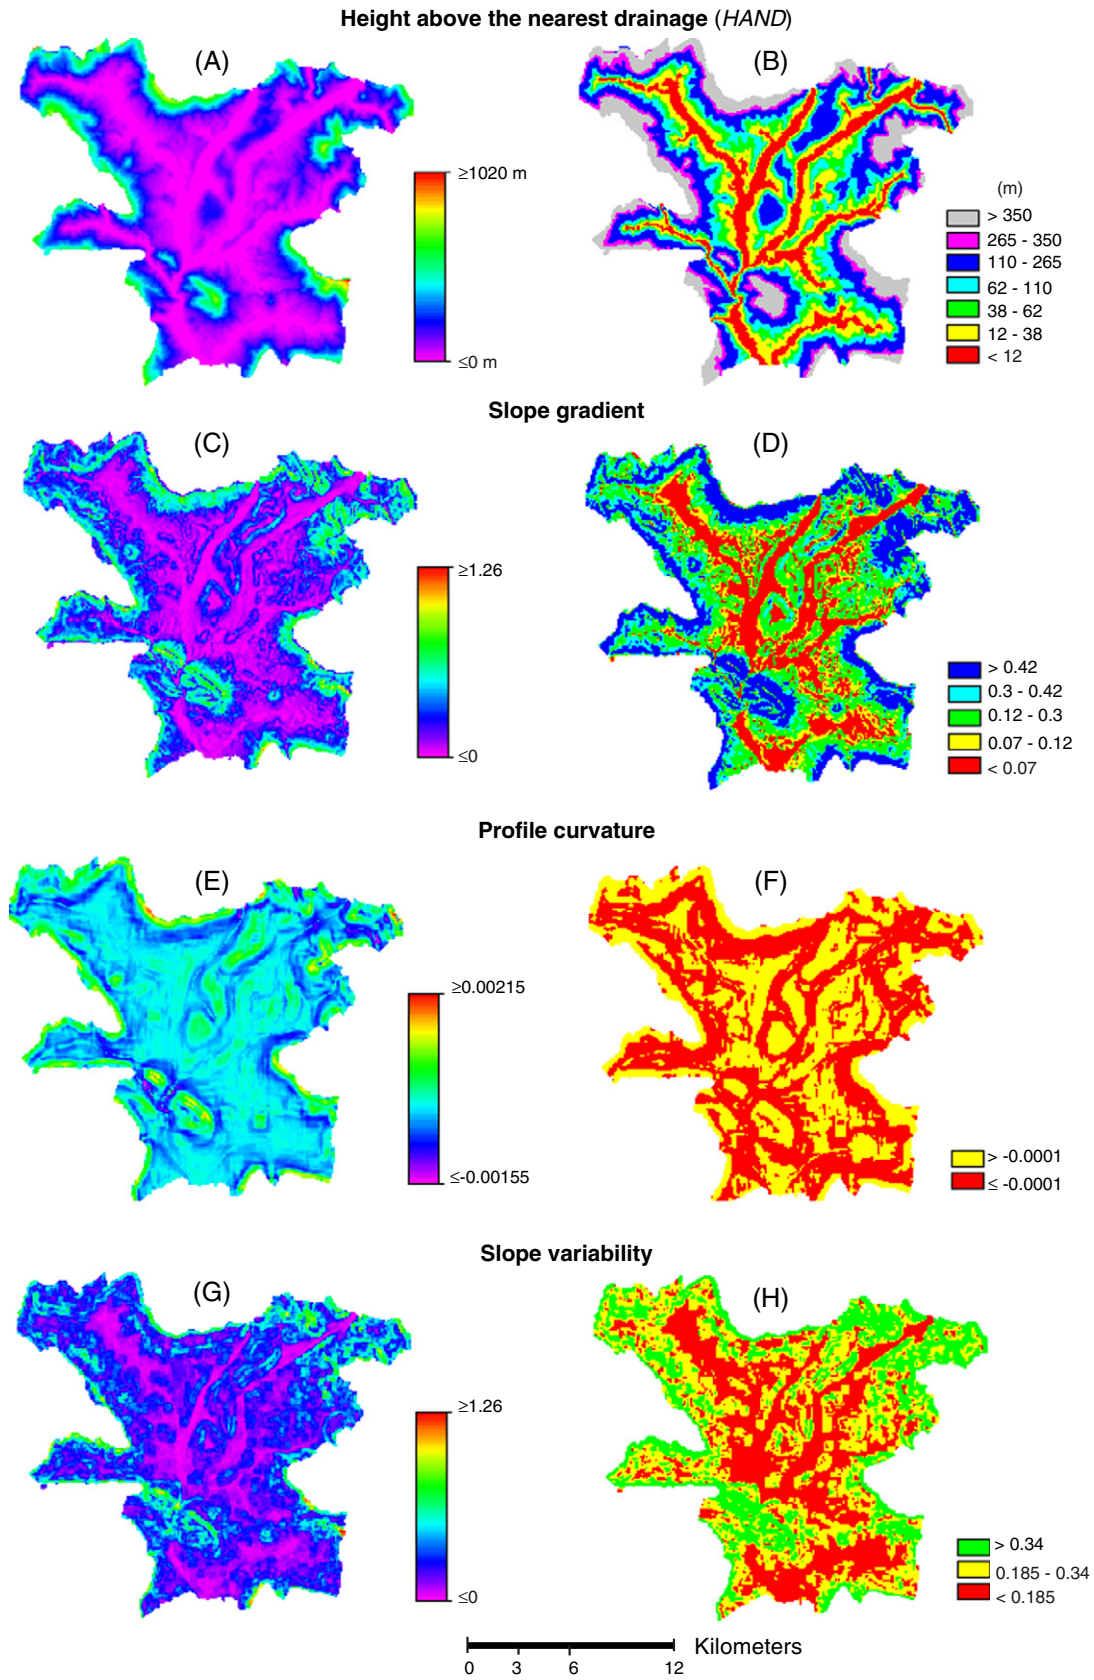 Height above the nearest drainage (HAND)
(A)
(B)
≥1020 m
≤0 m
(m)
> 350
265 - 350
110 - 265
62 - 110
38 - 62
12 - 38
< 12
Slope gradient
(C)
(D)
≥1.26
≤0
> 0.42
0.3 - 0.42
0.12 - 0.3
0.07 - 0.12
< 0.07
Profile curvature
(E)
(F)
≥0.00215
≤-0.00155
> -0.0001
≤ -0.0001
Slope variability
(G)
(H)
≥1.26
≤0
> 0.34
0.185 - 0.34
< 0.185
Kilometers
0 3 6 12